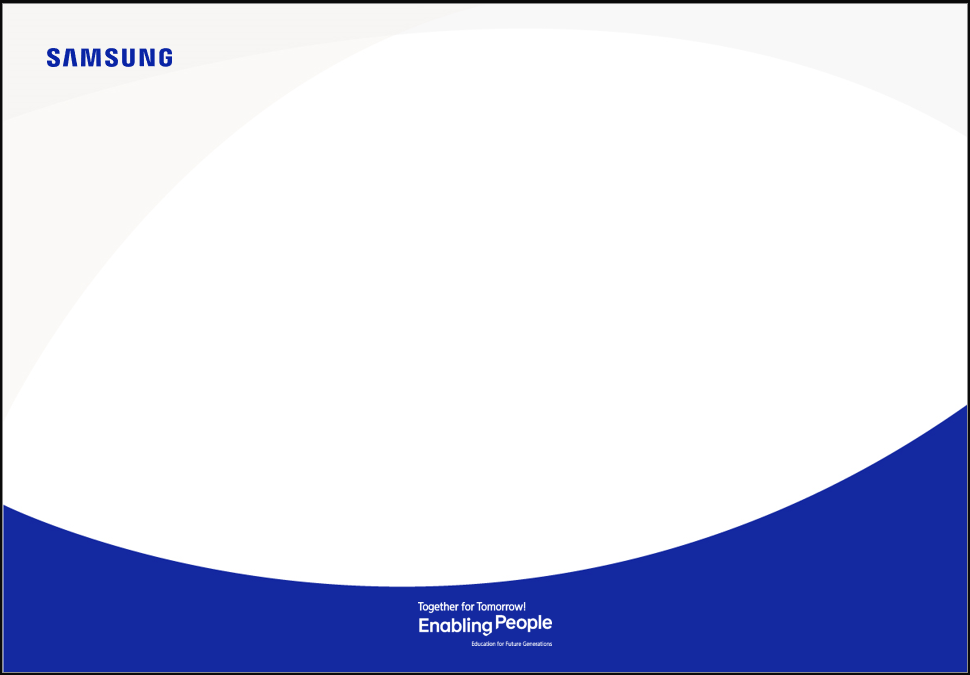 SAMSUNG
Together for Tomorrow!
Enabling People
Education for Future Generations